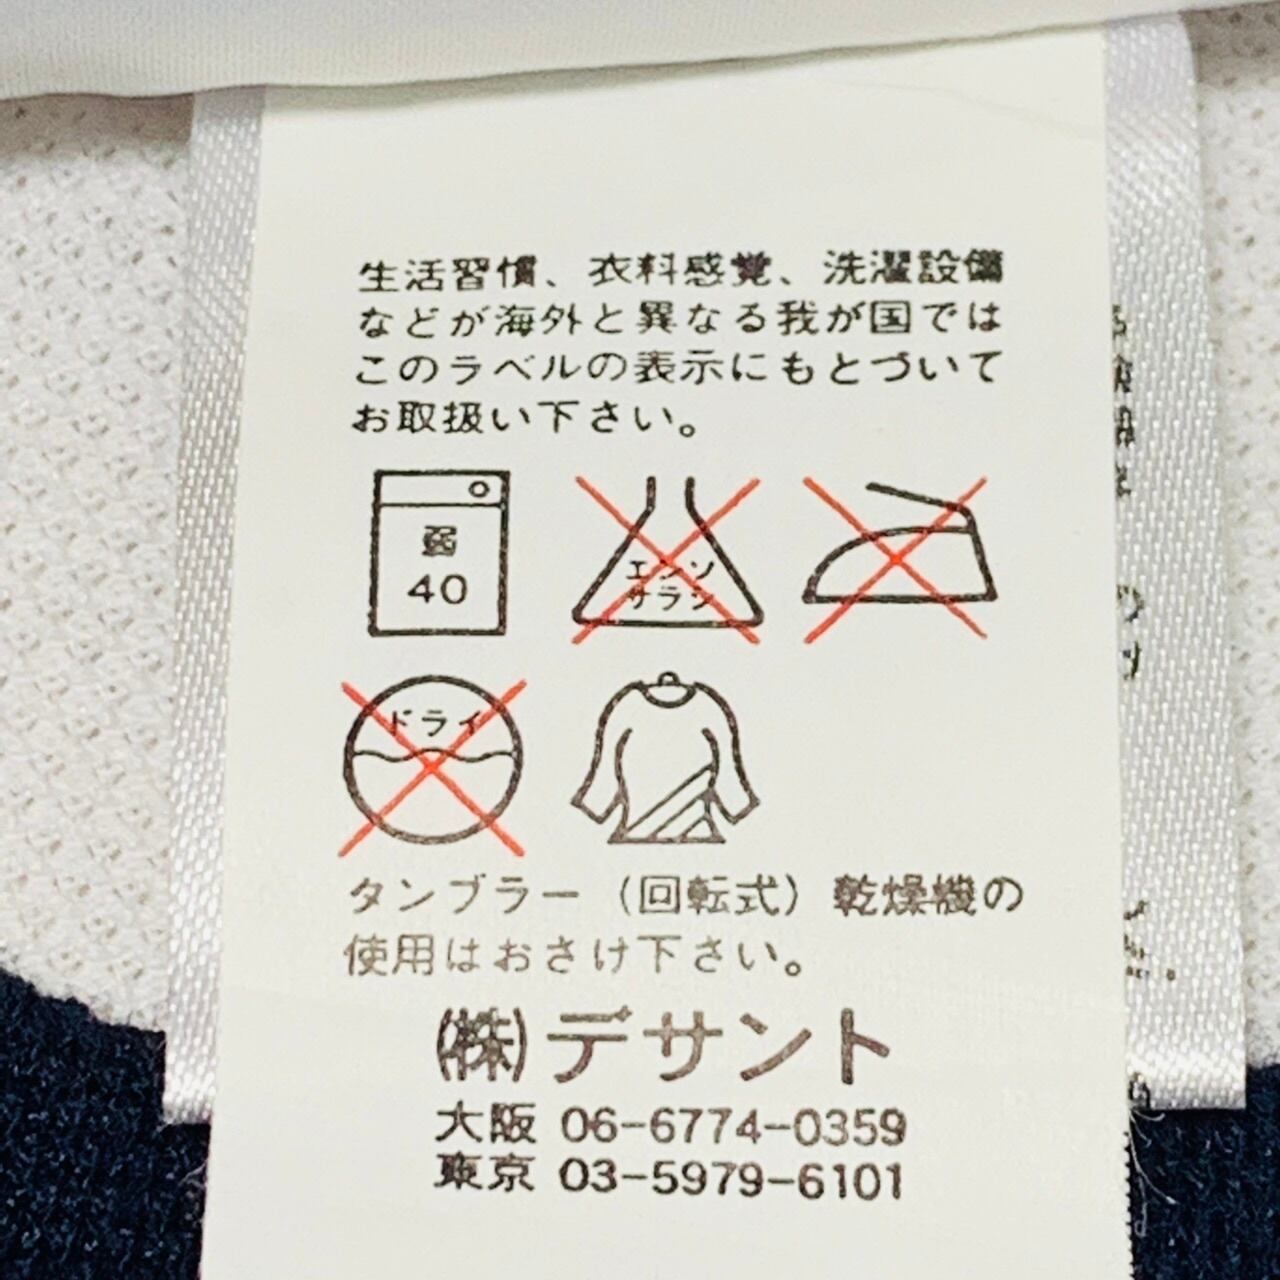 生活習慣、衣料感覚、洗濯設備
などが海外と異なる我が国では
このラベルの表示にもとづいて
お取扱い下さい。
弱
40
エンソ
サラシ
ドライ
タンブラー（回転式）乾燥機の
使用はおさけ下さい。
(株)デサント
大阪 06-6774-0359
東京 03-5979-6101